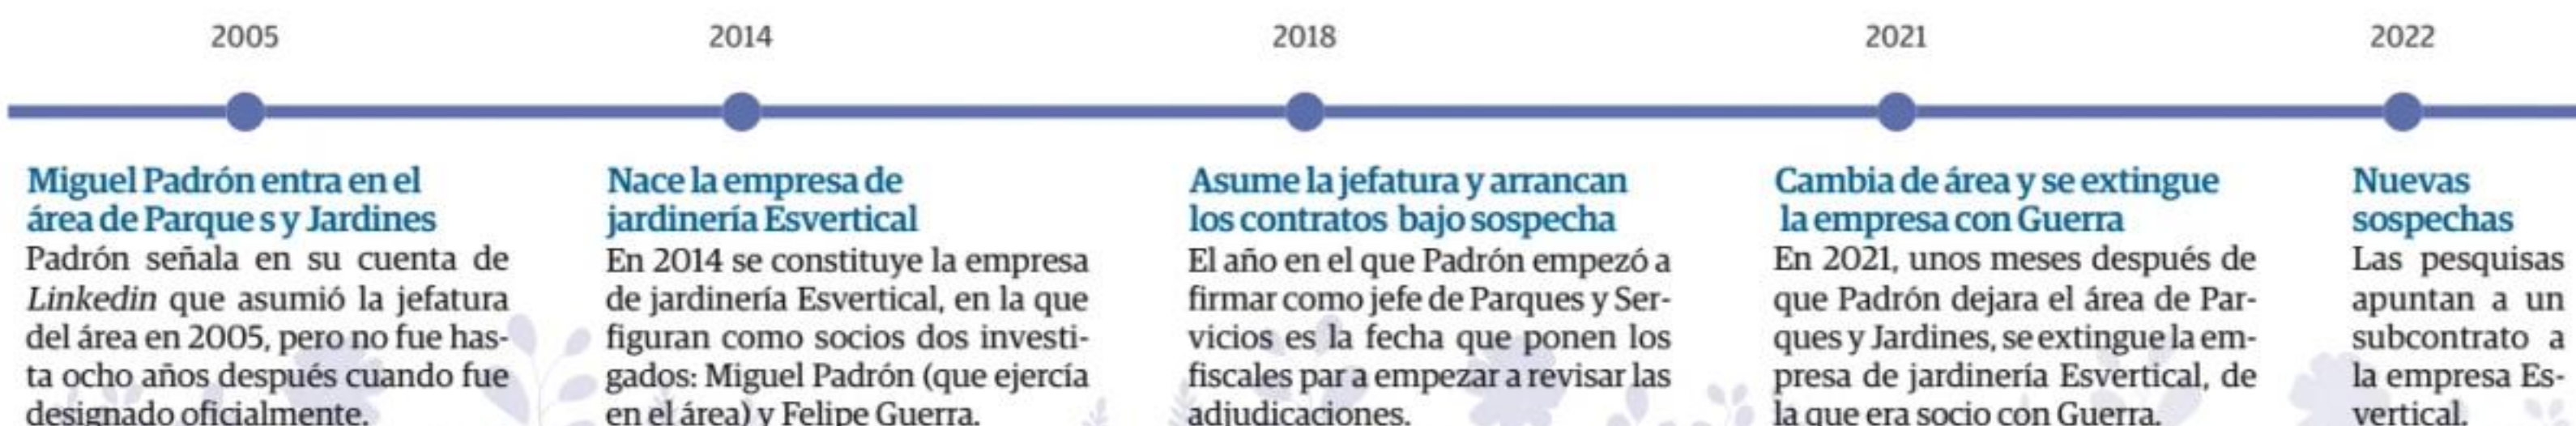 2005
2014
2018
2021
2022
Miguel Padrón entra en el
área de Parque s y Jardines
Padrón señala en su cuenta de
Linkedin que asumió la jefatura
del área en 2005, pero no fue has-
ta ocho años después cuando fue
designado oficialmente.
Nace la empresa de
jardinería Esvertical
En 2014 se constituye la empresa
de jardinería Esvertical, en la que
figuran como socios dos investi-
gados: Miguel Padrón (que ejercía
en el área) y Felipe Guerra.
Asume la jefatura y arrancan
los contratos bajo sospecha
El año en el que Padrón empezó a
firmar como jefe de Parques y Ser-
vicios es la fecha que ponen los
fiscales par a empezar a revisar las
adjudicaciones.
Cambia de área y se extingue
la empresa con Guerra
En 2021, unos meses después de
que Padrón dejara el área de Par-
ques y Jardines, se extingue la em-
presa de jardinería Esvertical, de
la que era socio con Guerra.
Nuevas
sospechas
Las pesquisas
apuntan a un
subcontrato a
la empresa Es-
vertical.